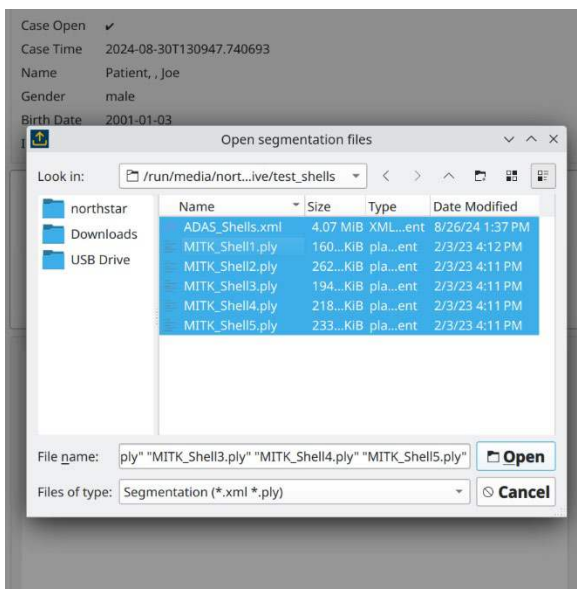 Case Open ✔
Case Time 2024-08-30T130947.740693
Name Patient, , Joe
Gender male
Birth Date 2001-01-03
Open segmentation files
Look in: /run/media/nort...ive/test_shells
northstar
Downloads
USB Drive
Name Size Type Date Modified
ADAS_Shells.xml 4.07 MiB XML...ent 8/26/24 1:37 PM
MITK_Shell1.ply 160...KiB pla...ent 2/3/23 4:12 PM
MITK_Shell2.ply 262...KiB pla...ent 2/3/23 4:11 PM
MITK_Shell3.ply 194...KiB pla...ent 2/3/23 4:11 PM
MITK_Shell4.ply 218...KiB pla...ent 2/3/23 4:11 PM
MITK_Shell5.ply 233...KiB pla...ent 2/3/23 4:11 PM
File name: ply" "MITK_Shell3.ply" "MITK_Shell4.ply" "MITK_Shell5.ply" Open
Files of type: Segmentation (*.xml *.ply) Cancel